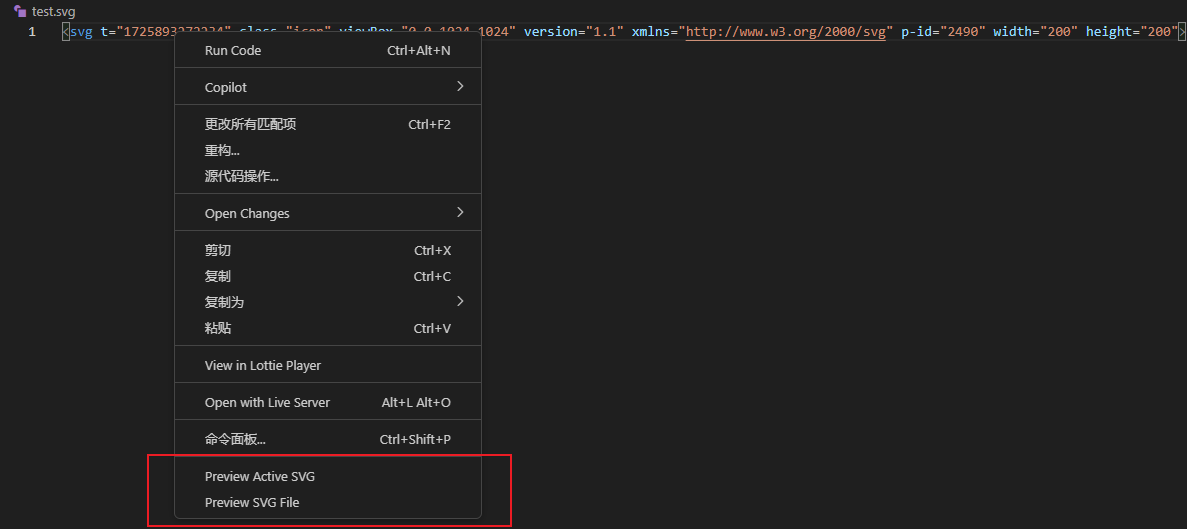 test.svg
1 <svg t="1725893272234" class="icon" viewBox="0 0 1024 1024" version="1.1" xmlns="http://www.w3.org/2000/svg" p-id="2490" width="200" height="200">
Run Code Ctrl+Alt+N
Copilot
更改所有匹配项 Ctrl+F2
重构...
源代码操作...
Open Changes
剪切 Ctrl+X
复制 Ctrl+C
复制为
粘贴 Ctrl+V
View in Lottie Player
Open with Live Server Alt+L Alt+O
命令面板... Ctrl+Shift+P
Preview Active SVG
Preview SVG File